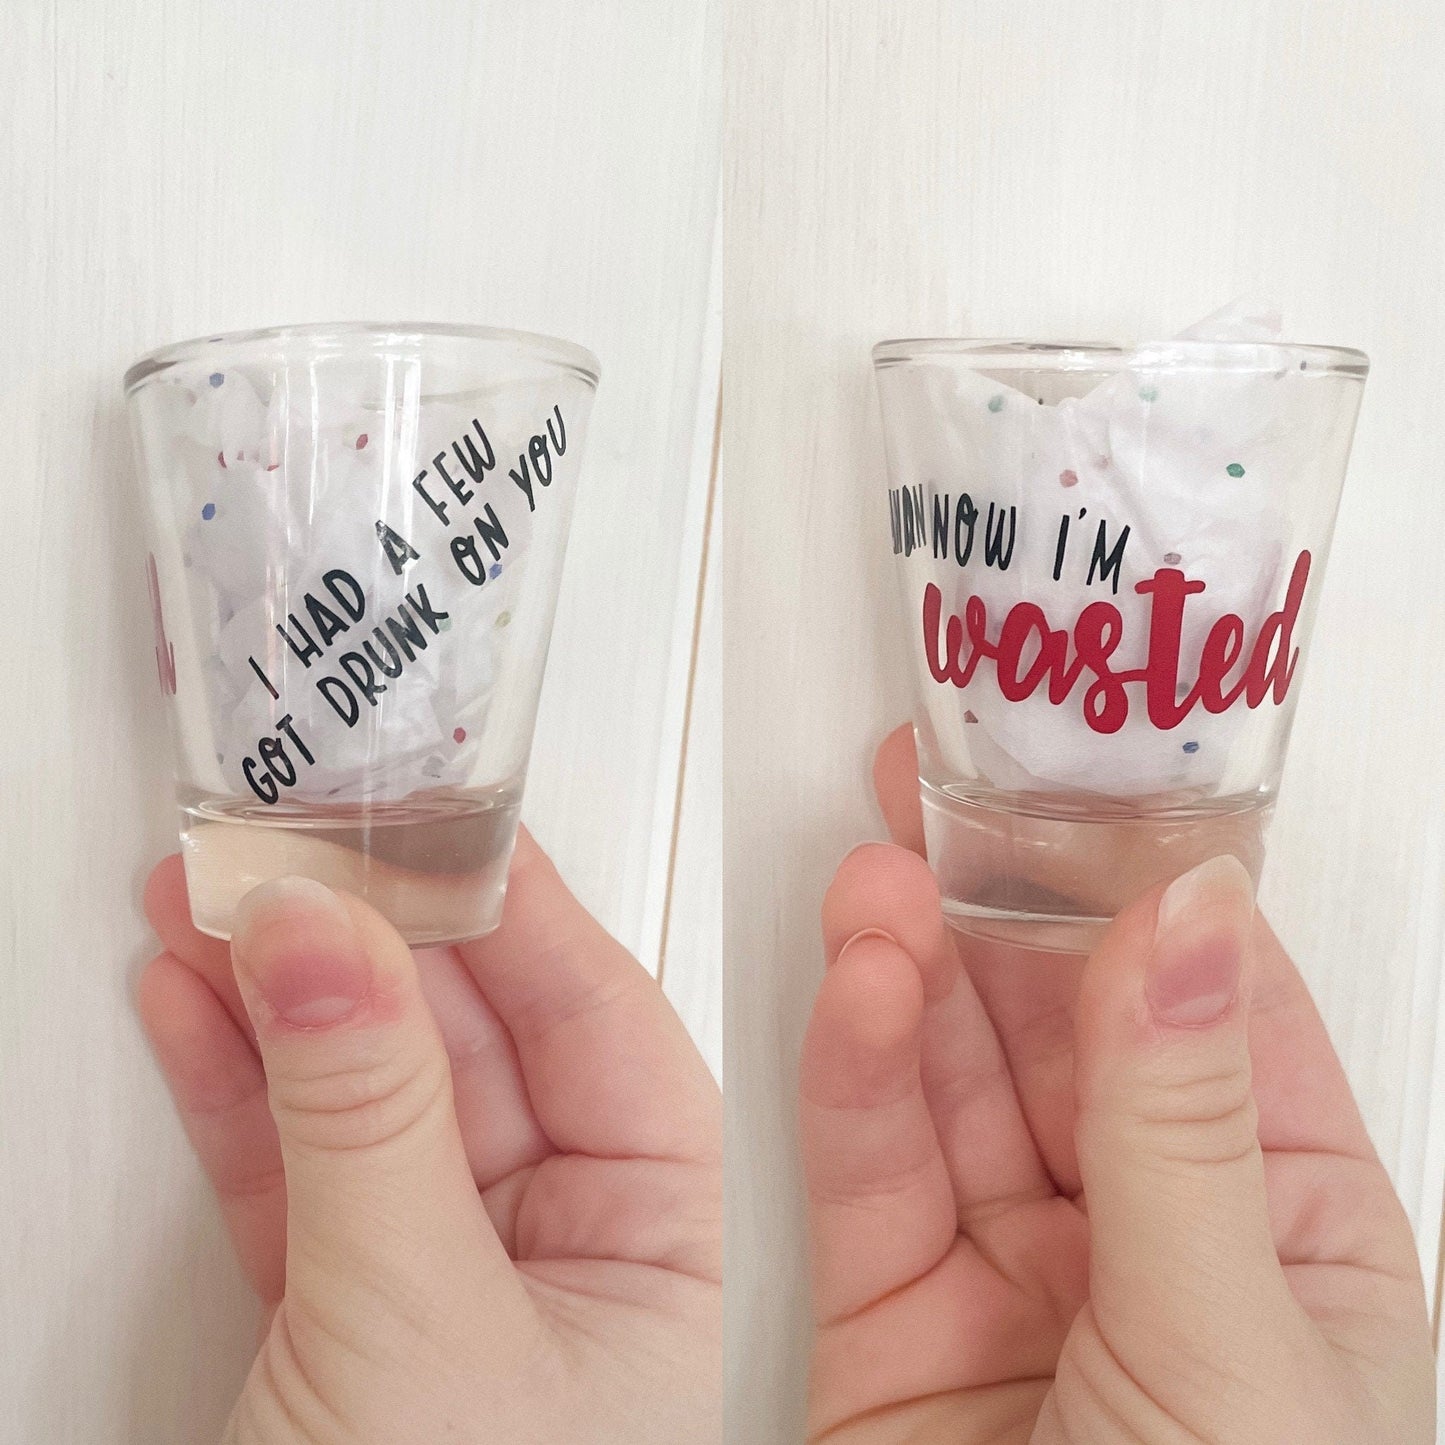 I HAD A FEW
GOT DRUNK ON YOU
NOW I'M
wasted